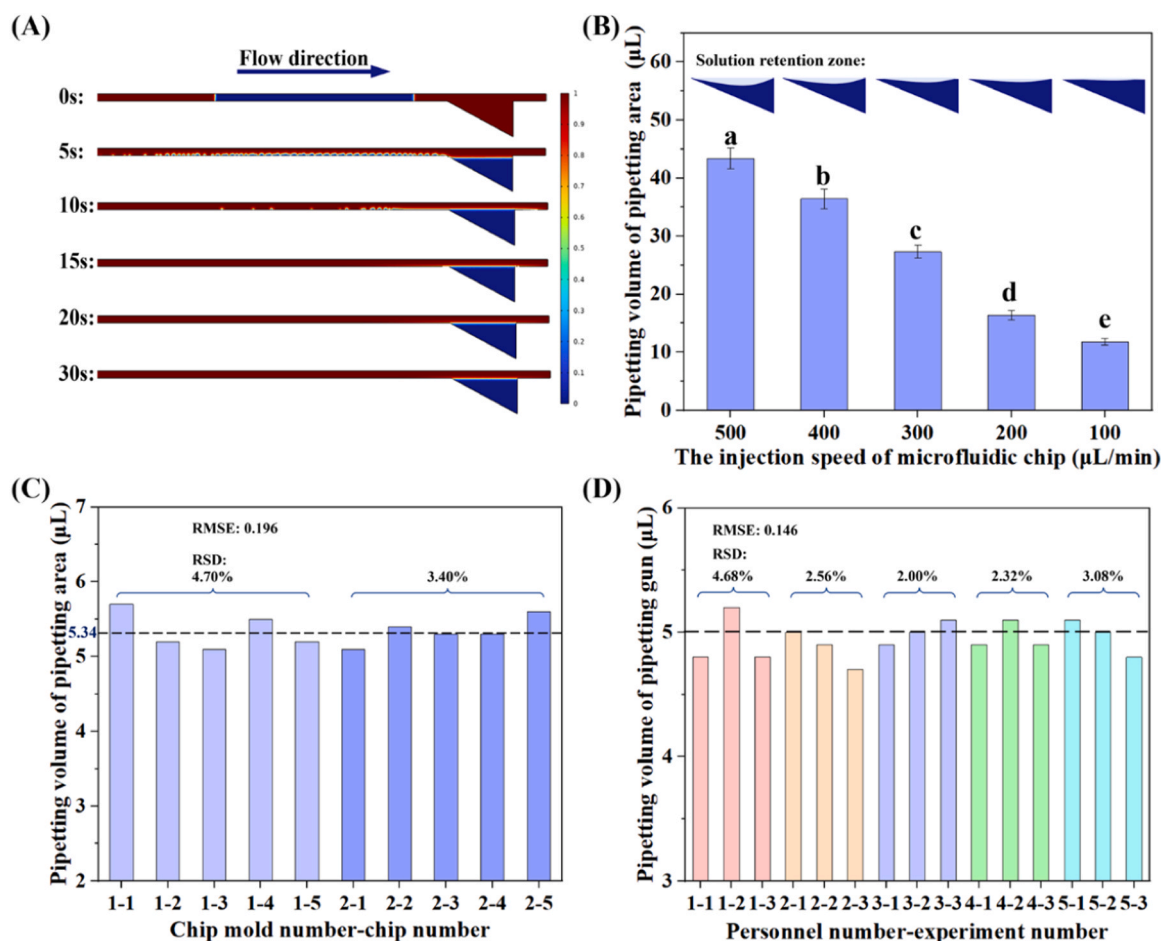 (A)
Flow direction
0s:
5s:
10s:
15s:
20s:
30s:
1
0.9
0.8
0.7
0.6
0.5
0.4
0.3
0.2
0.1
0
(B)
Pipetting volume of pipetting area (μL)
60
50
40
30
20
10
0
Solution retention zone:
a
b
c
d
e
500 400 300 200 100
The injection speed of microfluidic chip (μL/min)
(C)
Pipetting volume of pipetting area (μL)
7
6
5.34
5
4
3
2
RMSE: 0.196
RSD:
4.70% 3.40%
1-1 1-2 1-3 1-4 1-5 2-1 2-2 2-3 2-4 2-5
Chip mold number-chip number
(D)
Pipetting volume of pipetting gun (μL)
6
5
4
3
RMSE: 0.146
RSD:
4.68% 2.56% 2.00% 2.32% 3.08%
1-1 1-2 1-3 2-1 2-2 2-3 3-1 3-2 3-3 4-1 4-2 4-3 5-1 5-2 5-3
Personnel number-experiment number